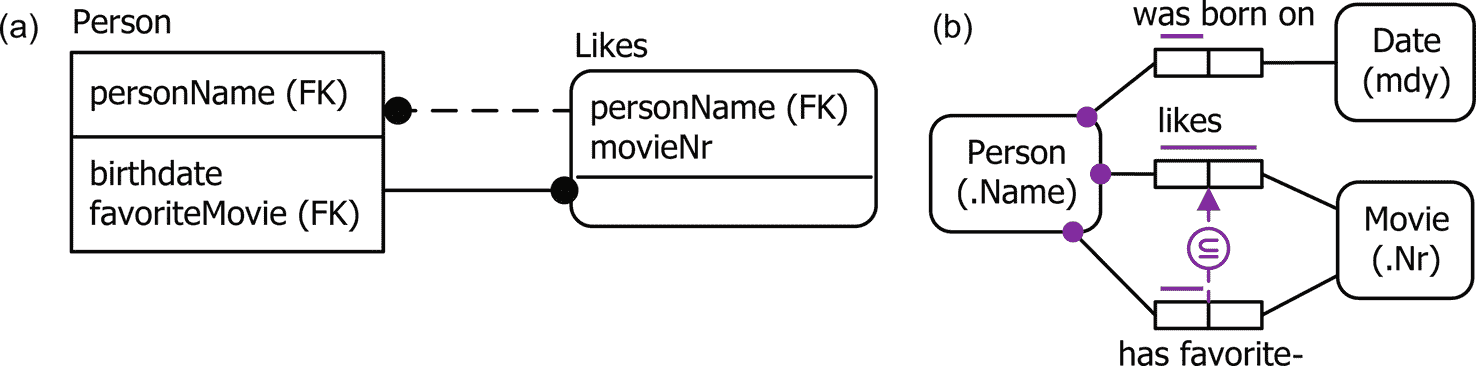 (a)
Person
personName (FK)
birthdate
favoriteMovie (FK)
Likes
personName (FK)
movieNr
(b)
was born on
Date
(mdy)
likes
Person
(.Name)
Movie
(.Nr)
⊆
has favorite-